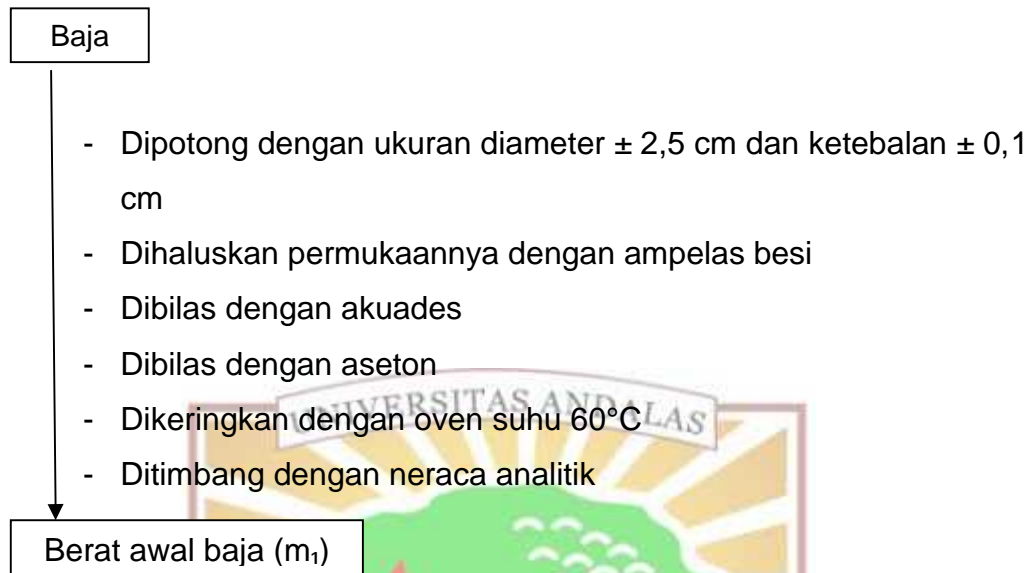 Baja
- Dipotong dengan ukuran diameter ± 2,5 cm dan ketebalan ± 0,1
cm
- Dihaluskan permukaannya dengan ampelas besi
- Dibilas dengan akuades
- Dibilas dengan aseton
UNIVERSITAS ANDALAS
- Dikeringkan dengan oven suhu 60°C
- Ditimbang dengan neraca analitik
Berat awal baja (m₁)